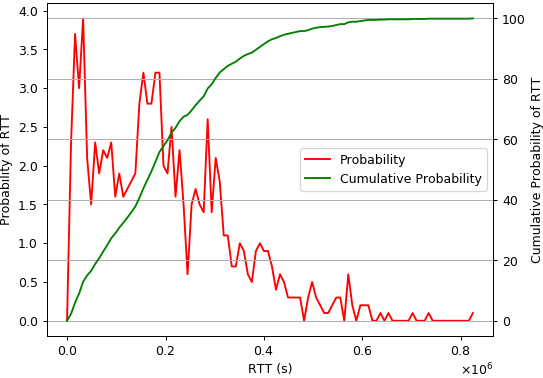 4.0
3.5
3.0
2.5
2.0
1.5
1.0
0.5
0.0
Probability of RTT
100
80
60
40
20
0
Cumulative Probability of RTT
Probability
Cumulative Probability
0.0 0.2 0.4 0.6 0.8
×10⁶
RTT (s)